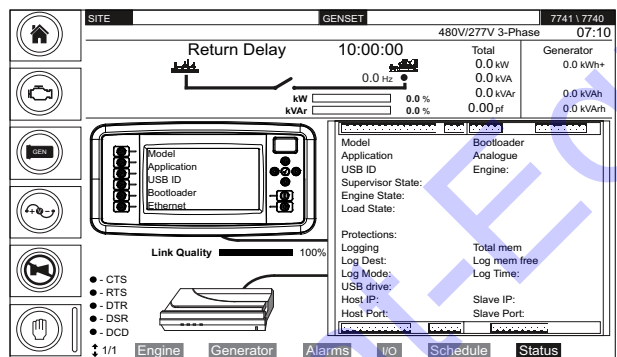 SITE GENSET 7741 \ 7740
480V/277V 3-Phase 07:10
Return Delay 10:00:00 Total Generator
0.0 kW 0.0 kWh+
0.0 Hz 0.0 kVA
0.0 kVAr 0.0 kVAh
kW 0.0 %
kVAr 0.0 % 0.00 pf 0.0 kVArh
GEN
Model
Application
USB ID
Bootloader
Ethernet
Link Quality 100%
- CTS
- RTS
- DTR
- DSR
- DCD
Model Bootloader
Application Analogue
USB ID Engine:
Supervisor State:
Engine State:
Load State:
Protections:
Logging Total mem
Log Dest: Log mem free
Log Mode: Log Time:
USB drive:
Host IP: Slave IP:
Host Port: Slave Port:
1/1 Engine Generator Alarms I/O Schedule Status